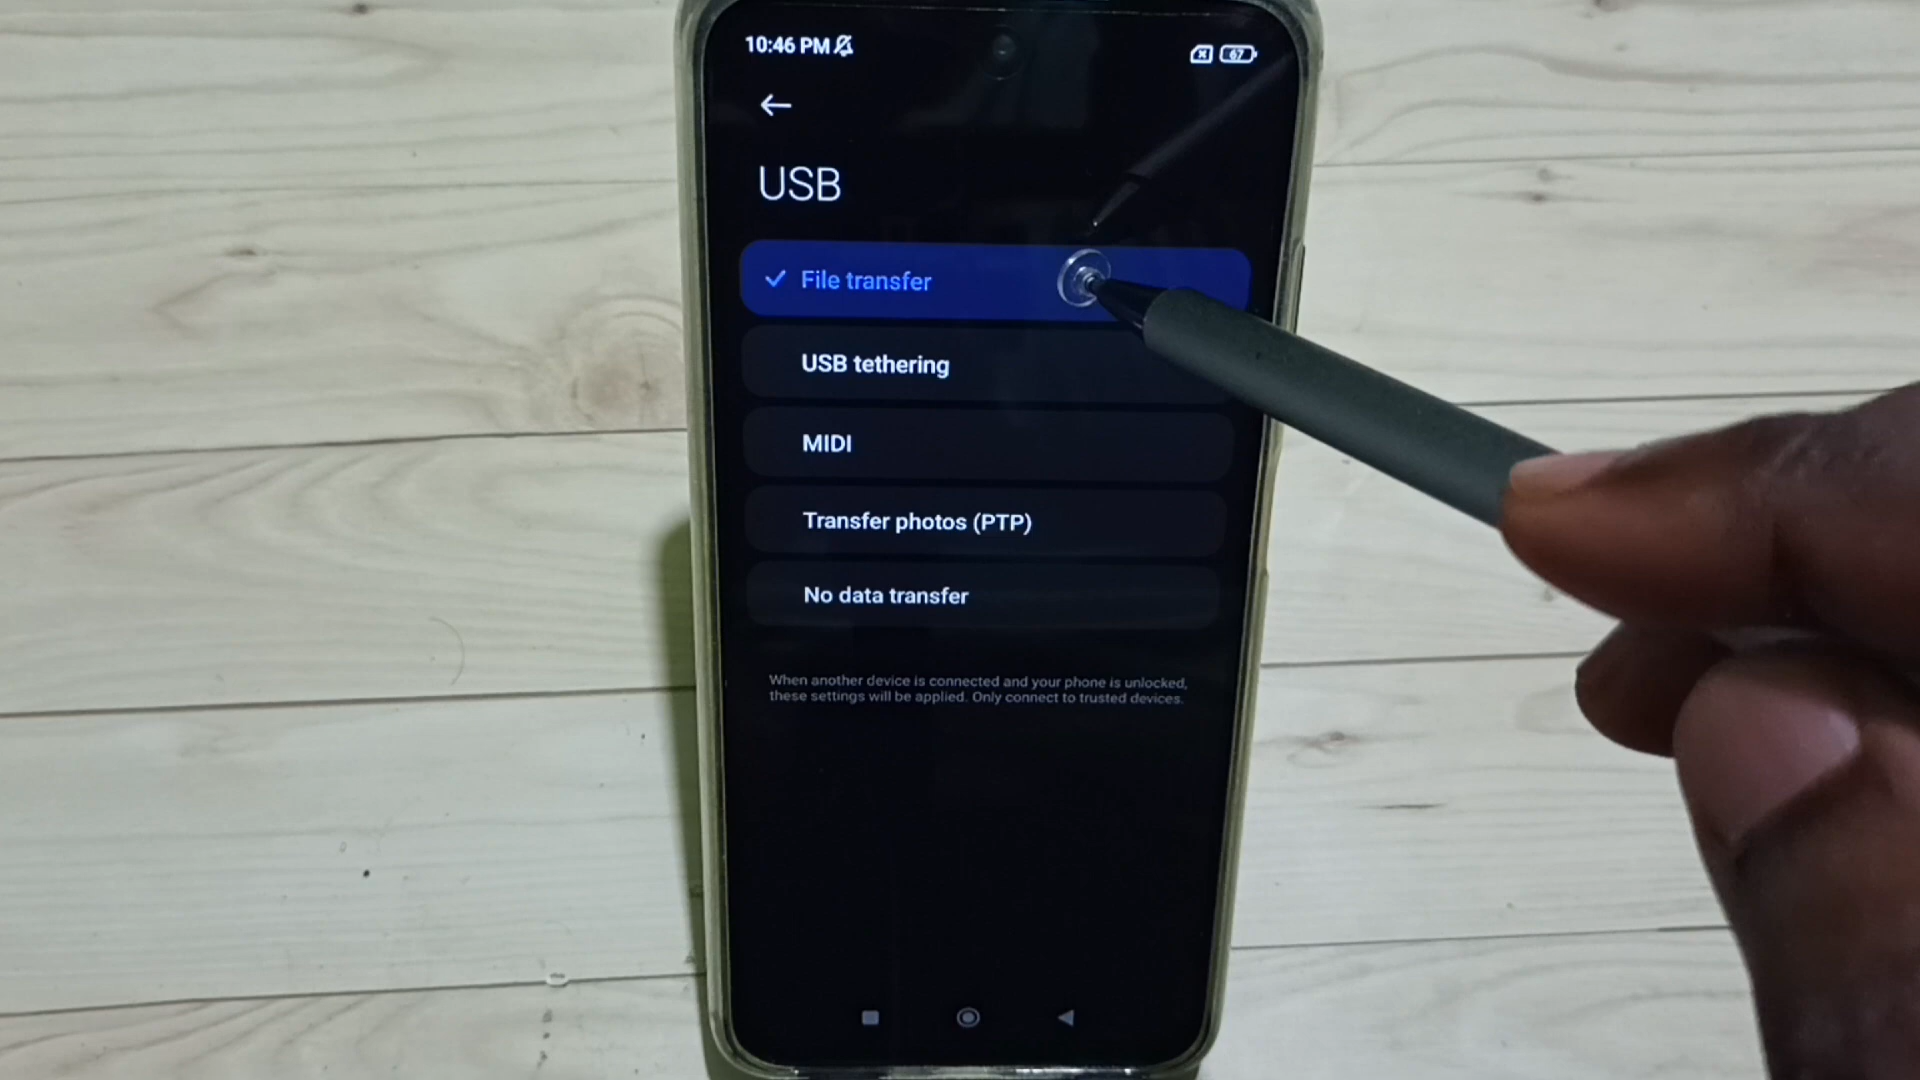 10:46 PM
67
USB
File transfer
USB tethering
MIDI
Transfer photos (PTP)
No data transfer
When another device is connected and your phone is unlocked,
these settings will be applied. Only connect to trusted devices.